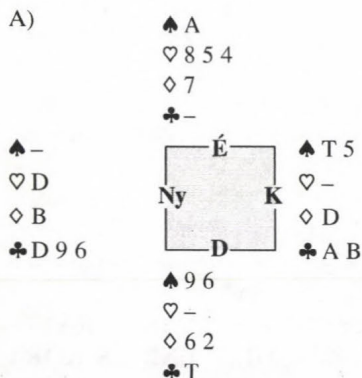 A)
♠ A
♡ 8 5 4
♢ 7
♣ –
♠ –
♡ D
♢ B
♣ D 9 6
É
Ny
K
D
♠ T 5
♡ –
♢ D
♣ A B
♠ 9 6
♡ –
♢ 6 2
♣ T